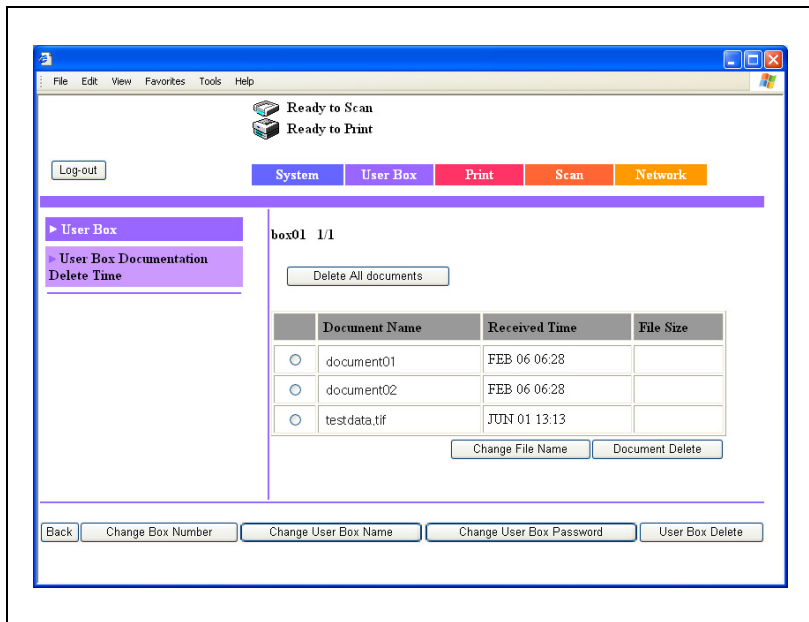 File Edit View Favorites Tools Help
Ready to Scan
Ready to Print
Log-out
System User Box Print Scan Network
User Box
User Box Documentation
Delete Time
box01 1/1
Delete All documents
Document Name Received Time File Size
document01 FEB 06 06:28
document02 FEB 06 06:28
testdata,tif JUN 01 13:13
Change File Name Document Delete
Back Change Box Number Change User Box Name Change User Box Password User Box Delete